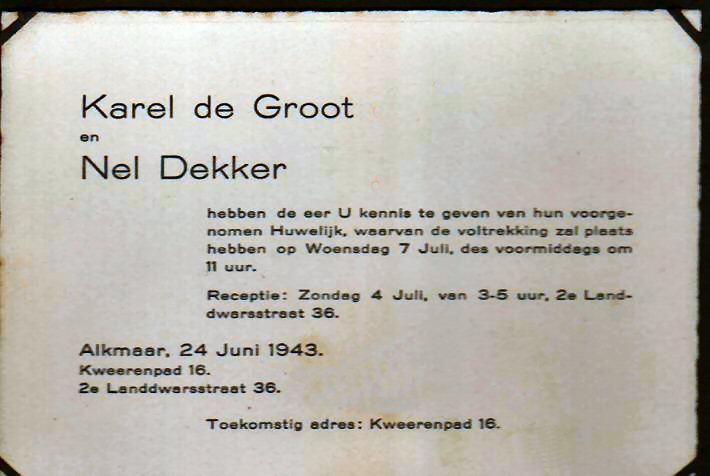 Karel de Groot
en
Nel Dekker
hebben de eer U kennis te geven van hun voorge-
nomen Huwelijk, waarvan de voltrekking zal plaats
hebben op Woensdag 7 Juli, des voormiddags om
11 uur.
Receptie: Zondag 4 Juli, van 3-5 uur, 2e Land-
dwarsstraat 36.
Alkmaar, 24 Juni 1943.
Kweerenpad 16.
2e Landdwarsstraat 36.
Toekomstig adres: Kweerenpad 16.